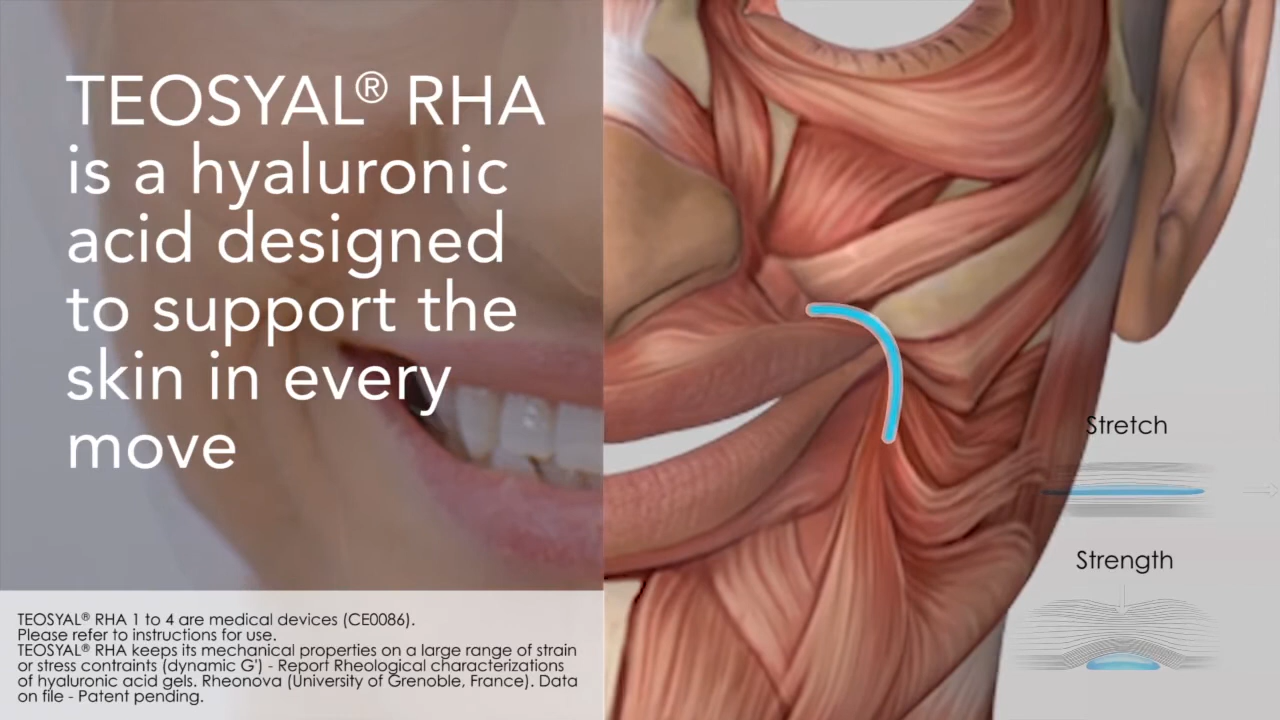 TEOSYAL® RHA
is a hyaluronic
acid designed
to support the
skin in every
move
TEOSYAL® RHA 1 to 4 are medical devices (CE0086).
Please refer to instructions for use.
TEOSYAL® RHA keeps its mechanical properties on a large range of strain
or stress contraints (dynamic G') - Report Rheological characterizations
of hyaluronic acid gels. Rheonova (University of Grenoble, France). Data
on file - Patent pending.
Stretch
Strength